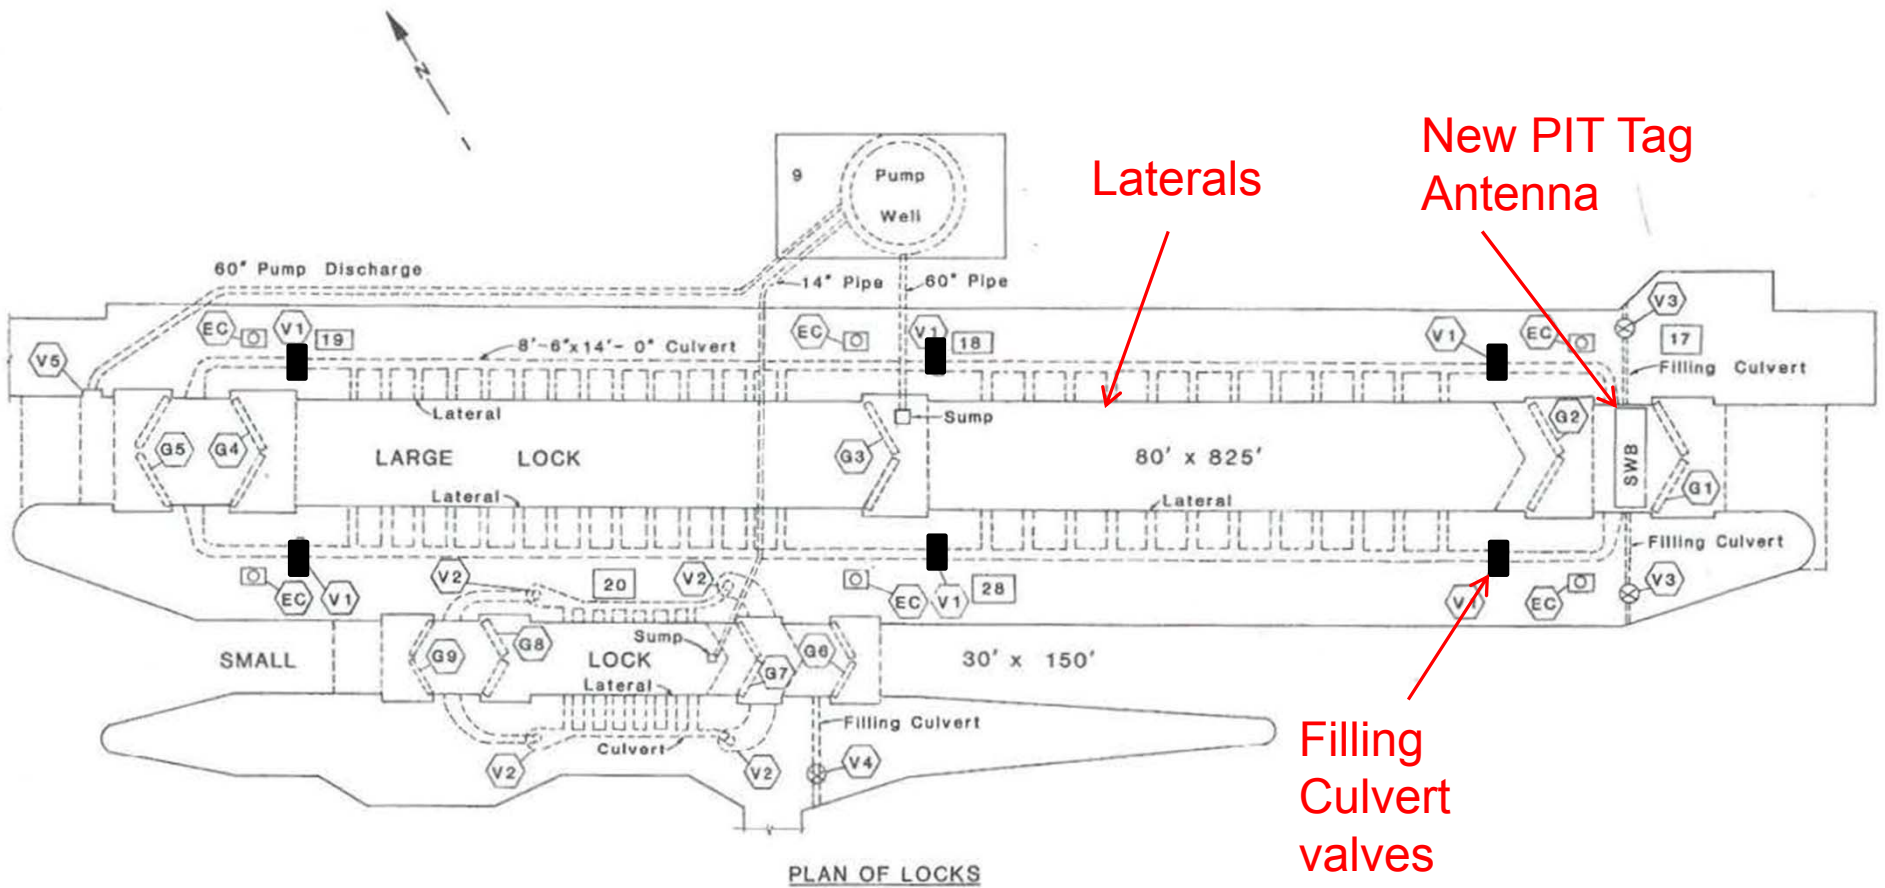 N
New PIT Tag
Antenna
Laterals
9
Pump
Well
60" Pump Discharge
14" Pipe
60" Pipe
V3
EC
V1
19
EC
V1
18
V1
EC
17
V5
8'-6"x14'-0" Culvert
Filling Culvert
Lateral
Sump
G2
G5
G4
LARGE LOCK
G3
80' x 825'
SWB
G1
Lateral
Lateral
Filling Culvert
V2
20
V2
EC
V1
EC
V1
28
V1
EC
V3
Sump
SMALL
G9
G8
LOCK
G7
G6
30' x 150'
Lateral
Filling Culvert
Culvert
V2
V2
V4
Filling
Culvert
valves
PLAN OF LOCKS